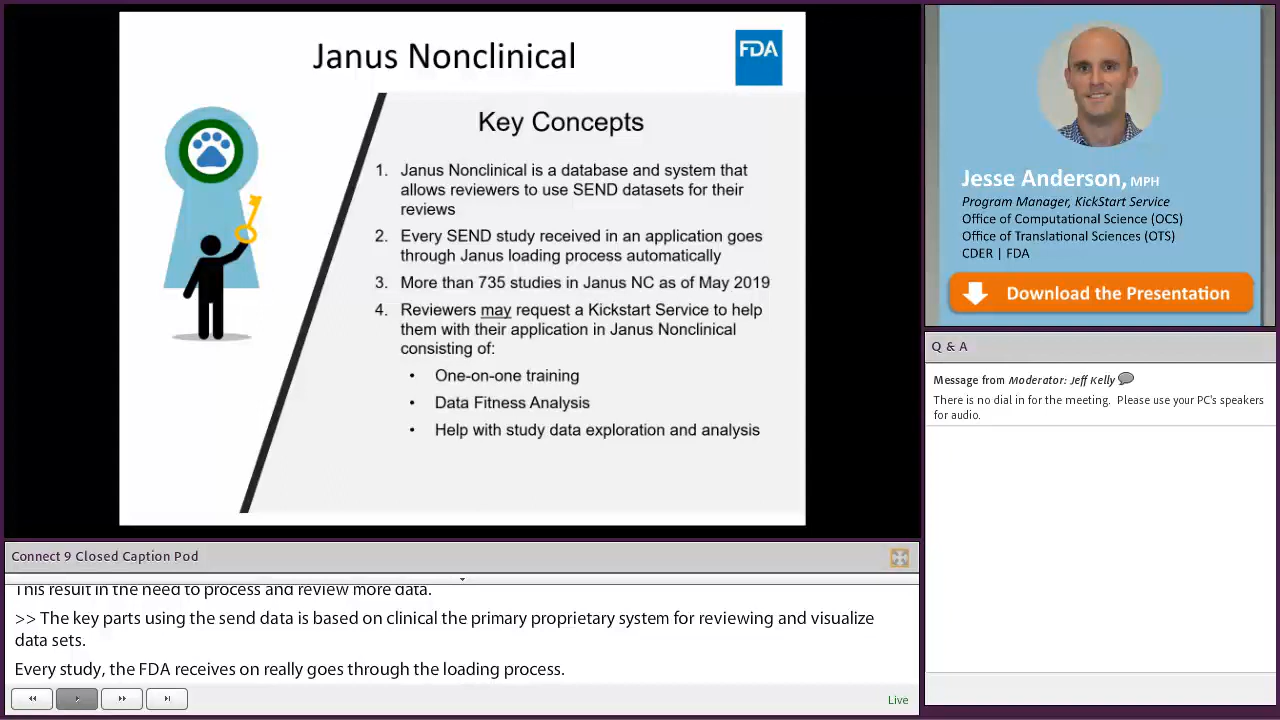 Janus Nonclinical
FDA
Key Concepts
1. Janus Nonclinical is a database and system that
allows reviewers to use SEND datasets for their
reviews
2. Every SEND study received in an application goes
through Janus loading process automatically
3. More than 735 studies in Janus NC as of May 2019
4. Reviewers may request a Kickstart Service to help
them with their application in Janus Nonclinical
consisting of:
• One-on-one training
• Data Fitness Analysis
• Help with study data exploration and analysis
Jesse Anderson, MPH
Program Manager, KickStart Service
Office of Computational Science (OCS)
Office of Translational Sciences (OTS)
CDER | FDA
Download the Presentation
Q & A
Message from Moderator: Jeff Kelly
There is no dial in for the meeting. Please use your PC's speakers
for audio.
Connect 9 Closed Caption Pod
This result in the need to process and review more data.
>> The key parts using the send data is based on clinical the primary proprietary system for reviewing and visualize
data sets.
Every study, the FDA receives on really goes through the loading process.
Live